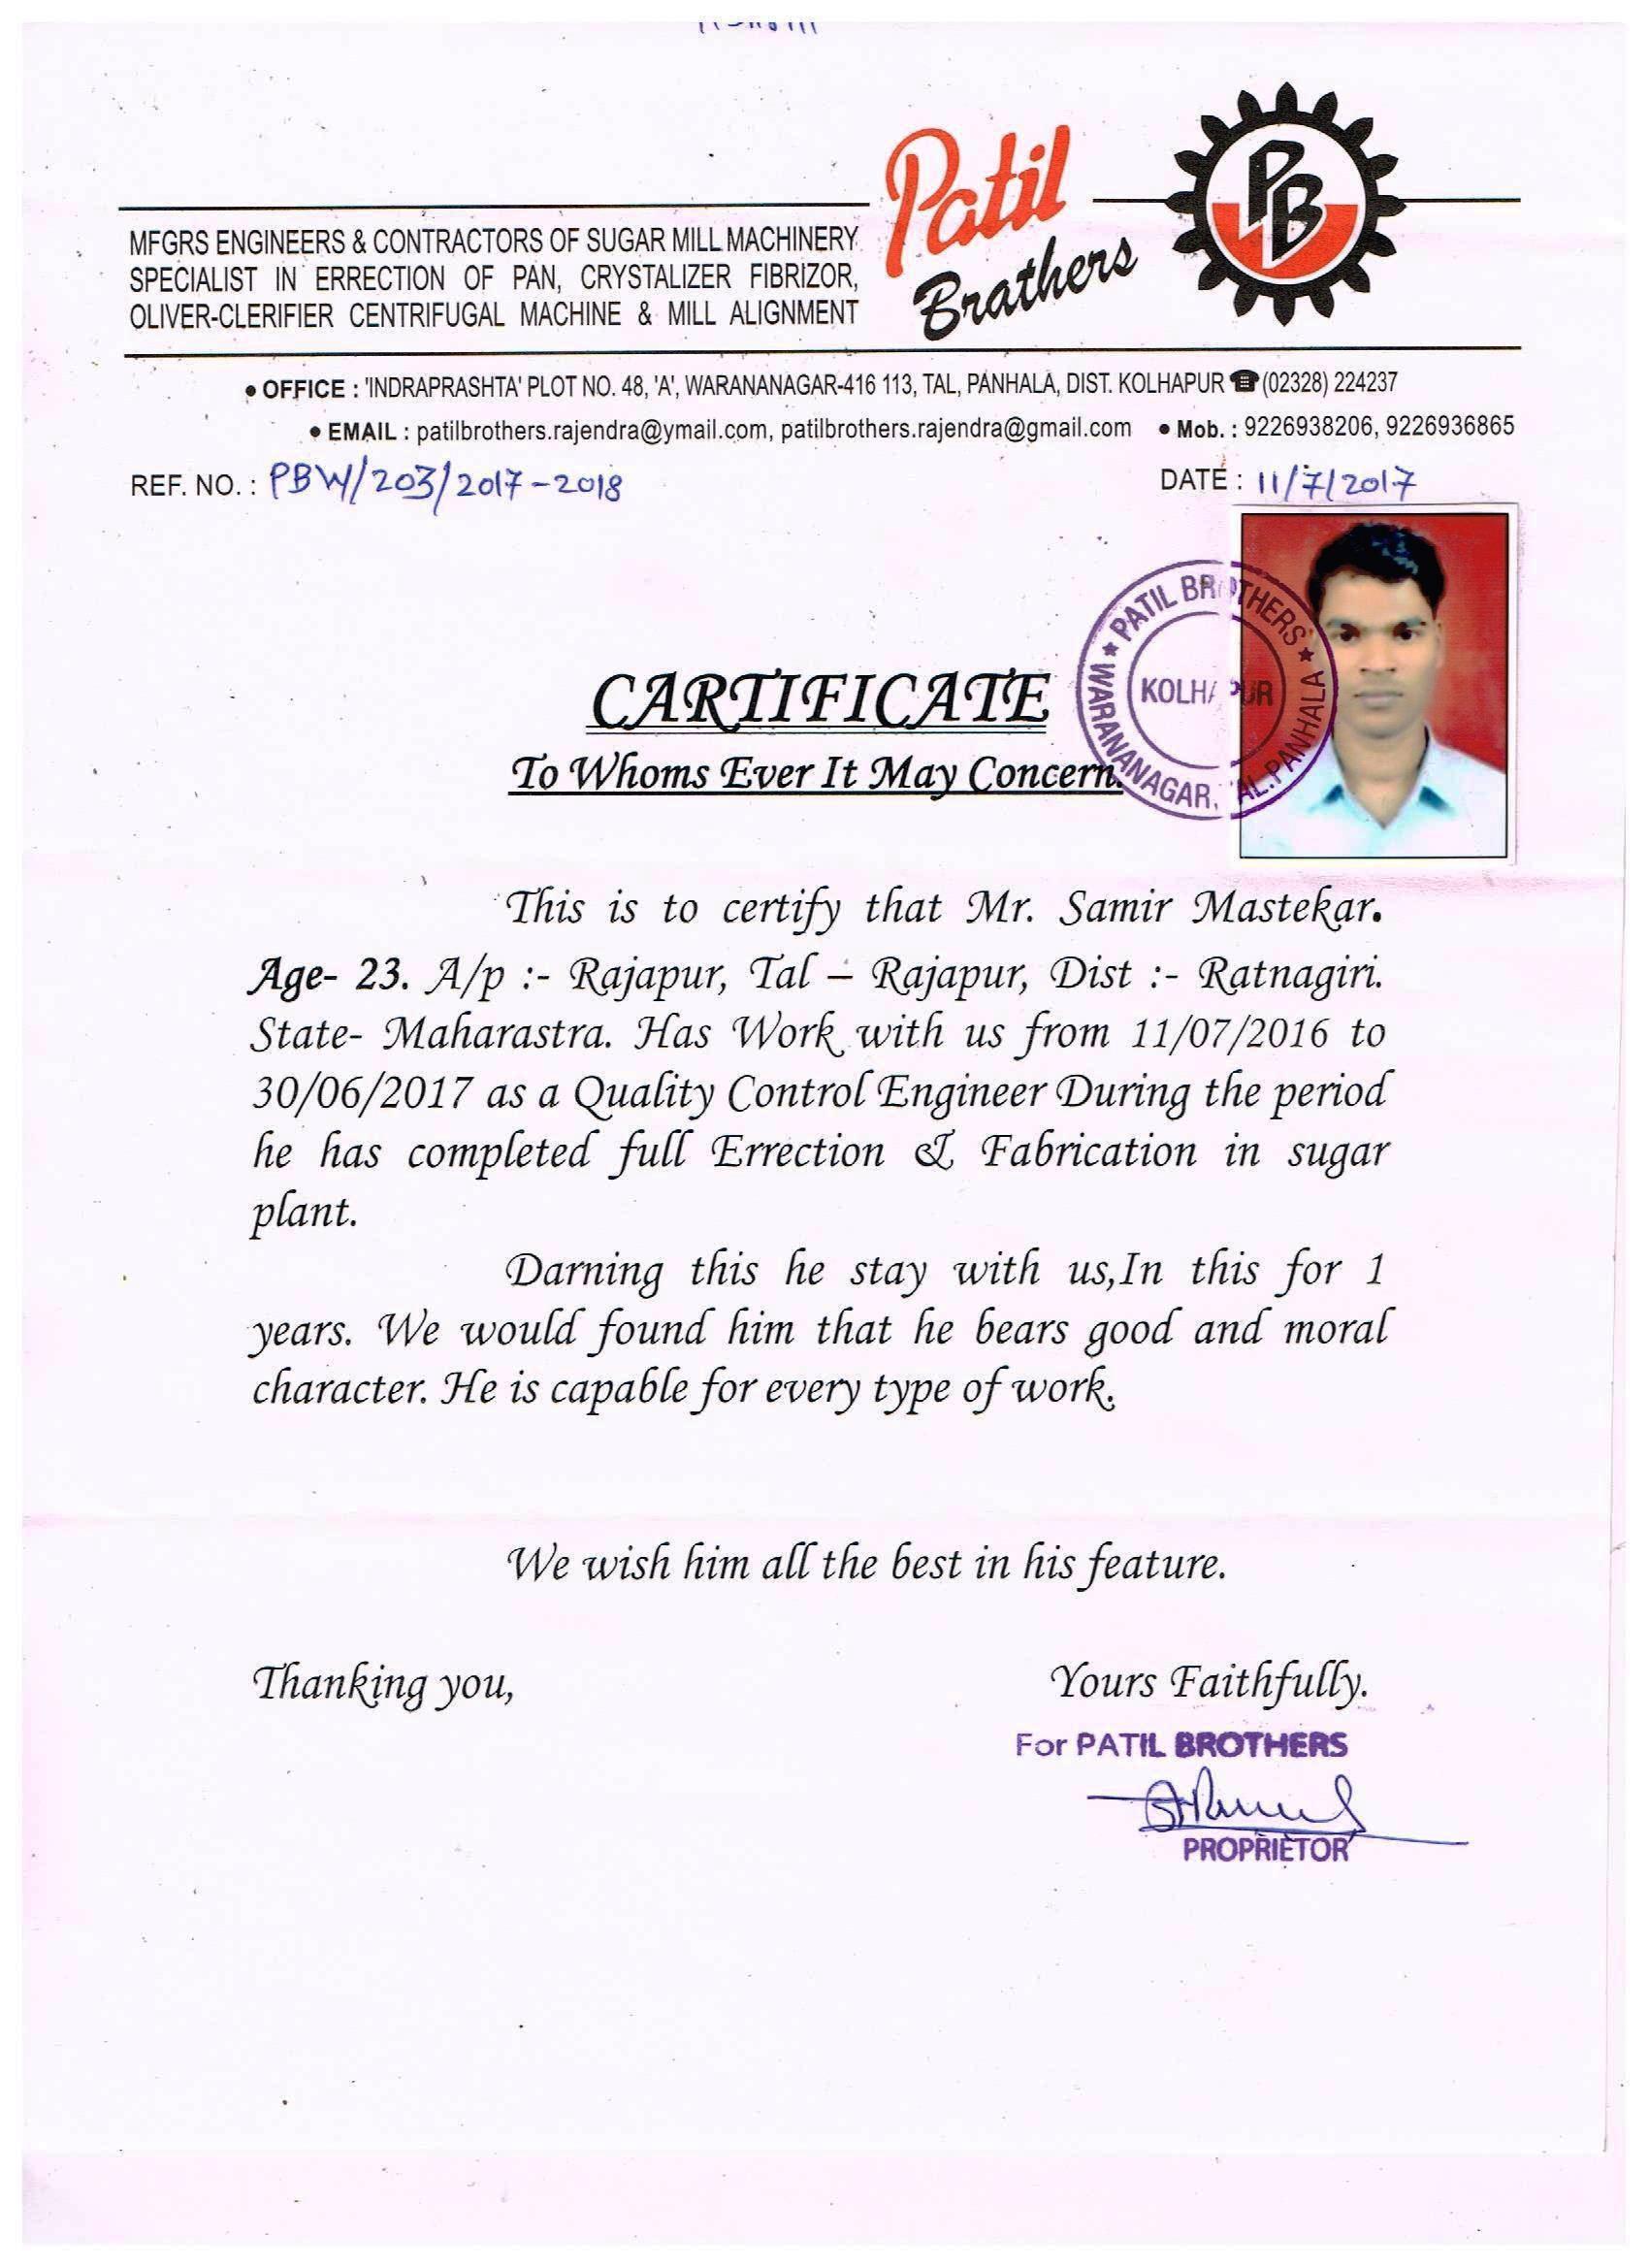 Patil
Brathers
PB
MFGRS ENGINEERS & CONTRACTORS OF SUGAR MILL MACHINERY
SPECIALIST IN ERRECTION OF PAN, CRYSTALIZER FIBRIZOR,
OLIVER-CLERIFIER CENTRIFUGAL MACHINE & MILL ALIGNMENT
• OFFICE : 'INDRAPRASHTA' PLOT NO. 48, 'A', WARANANAGAR-416 113, TAL, PANHALA, DIST. KOLHAPUR ☎ (02328) 224237
• EMAIL : patilbrothers.rajendra@ymail.com, patilbrothers.rajendra@gmail.com • Mob. : 9226938206, 9226936865
REF. NO. : PBW/203/2017-2018 DATE : 11/7/2017
★ PATIL BROTHERS ★
WARANANAGAR, TAL.PANHALA
KOLHAPUR
CARTIFICATE
To Whoms Ever It May Concern.
This is to certify that Mr. Samir Mastekar.
Age- 23. A/p :- Rajapur, Tal – Rajapur, Dist :- Ratnagiri.
State- Maharastra. Has Work with us from 11/07/2016 to
30/06/2017 as a Quality Control Engineer During the period
he has completed full Errection & Fabrication in sugar
plant.
Darning this he stay with us,In this for 1
years. We would found him that he bears good and moral
character. He is capable for every type of work.
We wish him all the best in his feature.
Thanking you, Yours Faithfully.
For PATIL BROTHERS
PROPRIETOR